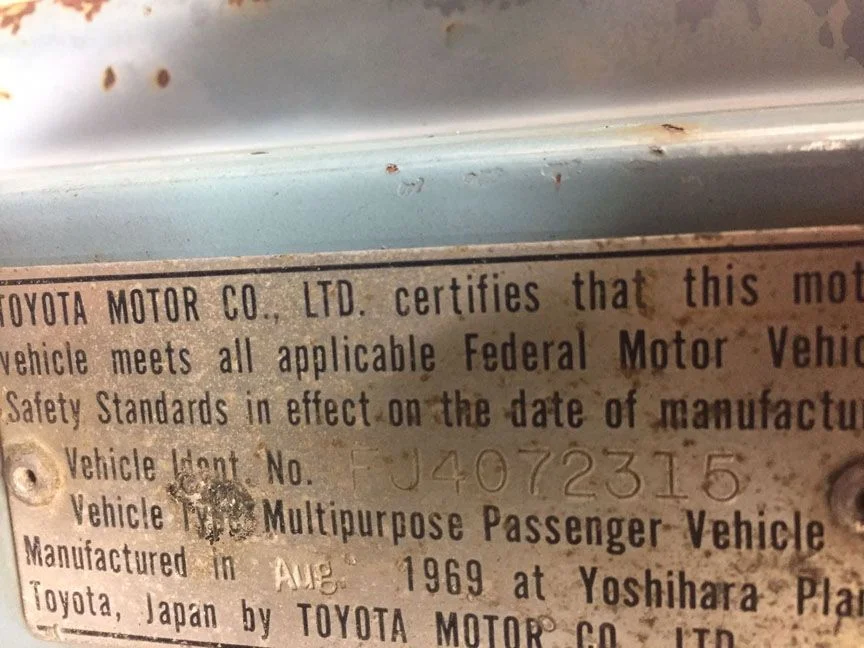 TOYOTA MOTOR CO., LTD. certifies that this mot
vehicle meets all applicable Federal Motor Vehic
Safety Standards in effect on the date of manufactu
Vehicle Ident. No. FJ4072315
Vehicle Type: Multipurpose Passenger Vehicle
Manufactured in Aug. 1969 at Yoshihara Plan
Toyota, Japan by TOYOTA MOTOR CO. LTD.